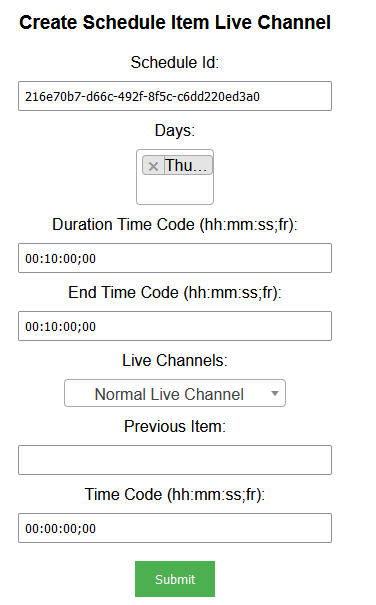 Create Schedule Item Live Channel
Schedule Id:
216e70b7-d66c-492f-8f5c-c6dd220ed3a0
Days:
× Thu...
Duration Time Code (hh:mm:ss;fr):
00:10:00;00
End Time Code (hh:mm:ss;fr):
00:10:00;00
Live Channels:
Normal Live Channel
Previous Item:
Time Code (hh:mm:ss;fr):
00:00:00;00
Submit